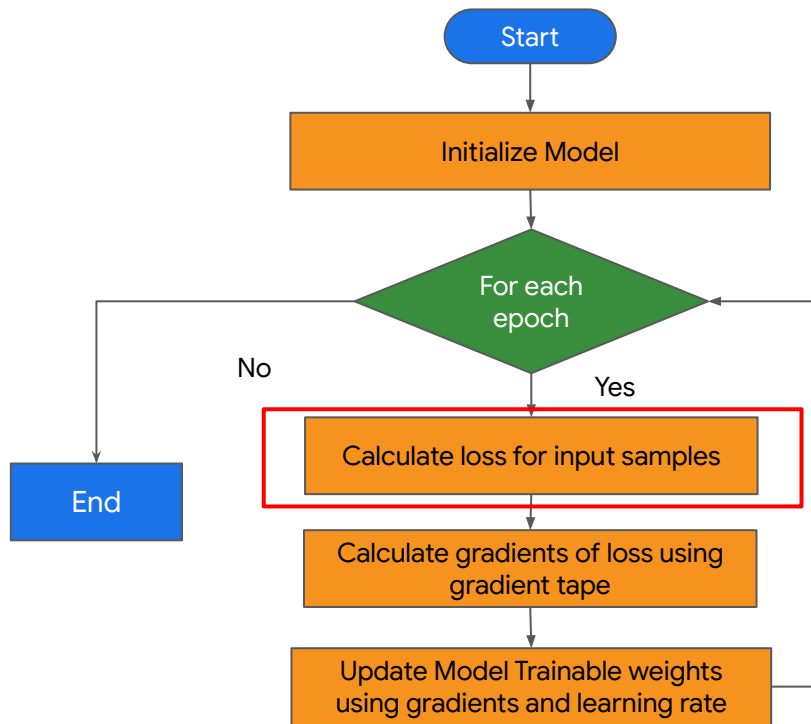 Start
Initialize Model
For each
epoch
No
Yes
Calculate loss for input samples
End
Calculate gradients of loss using
gradient tape
Update Model Trainable weights
using gradients and learning rate